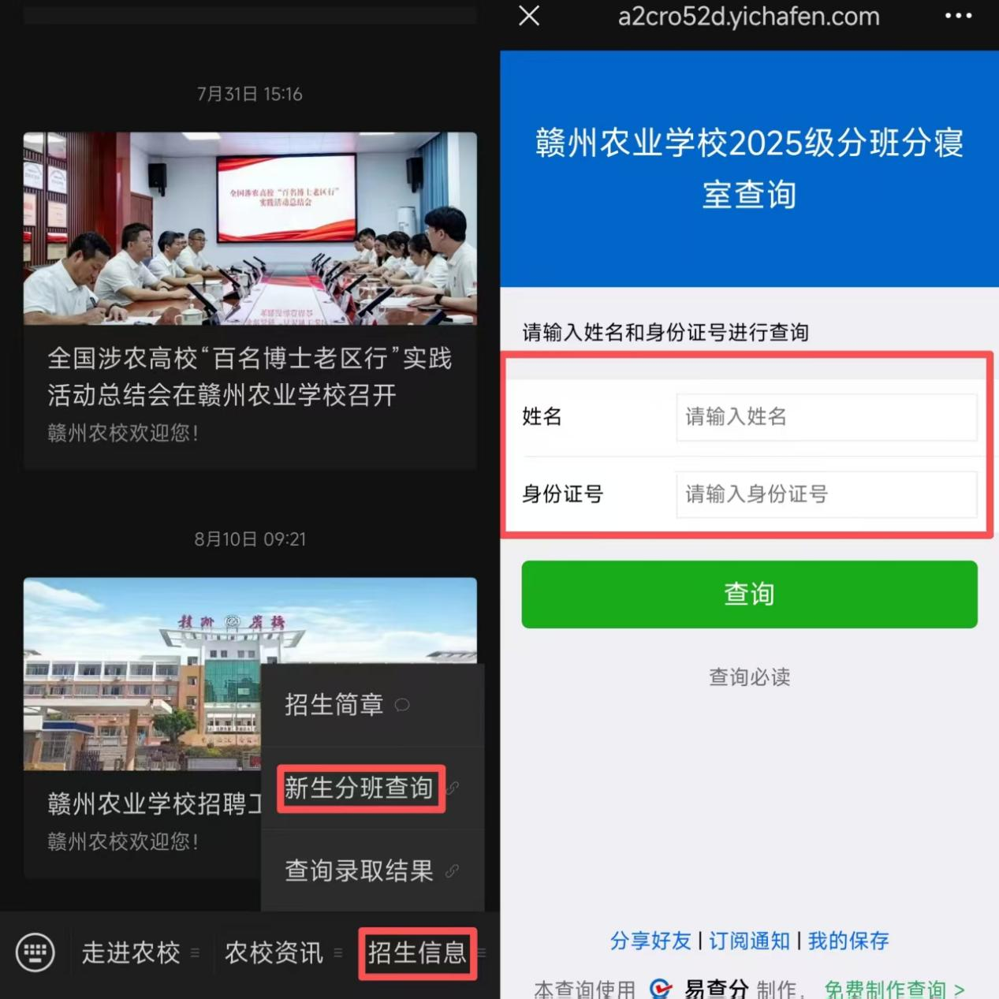 7月31日 15:16
全国涉农高校“百名博士老区行”
实践活动总结会
全国涉农高校“百名博士老区行”实践
活动总结会在赣州农业学校召开
赣州农校欢迎您!
8月10日 09:21
赣州农校
赣州农业学校招聘工
赣州农校欢迎您!
招生简章
新生分班查询
查询录取结果
走进农校
农校资讯
招生信息
a2cro52d.yichafen.com
赣州农业学校2025级分班分寝
室查询
请输入姓名和身份证号进行查询
姓名 请输入姓名
身份证号 请输入身份证号
查询
查询必读
分享好友 | 订阅通知 | 我的保存
本查询使用 易查分 制作，免费制作查询 >